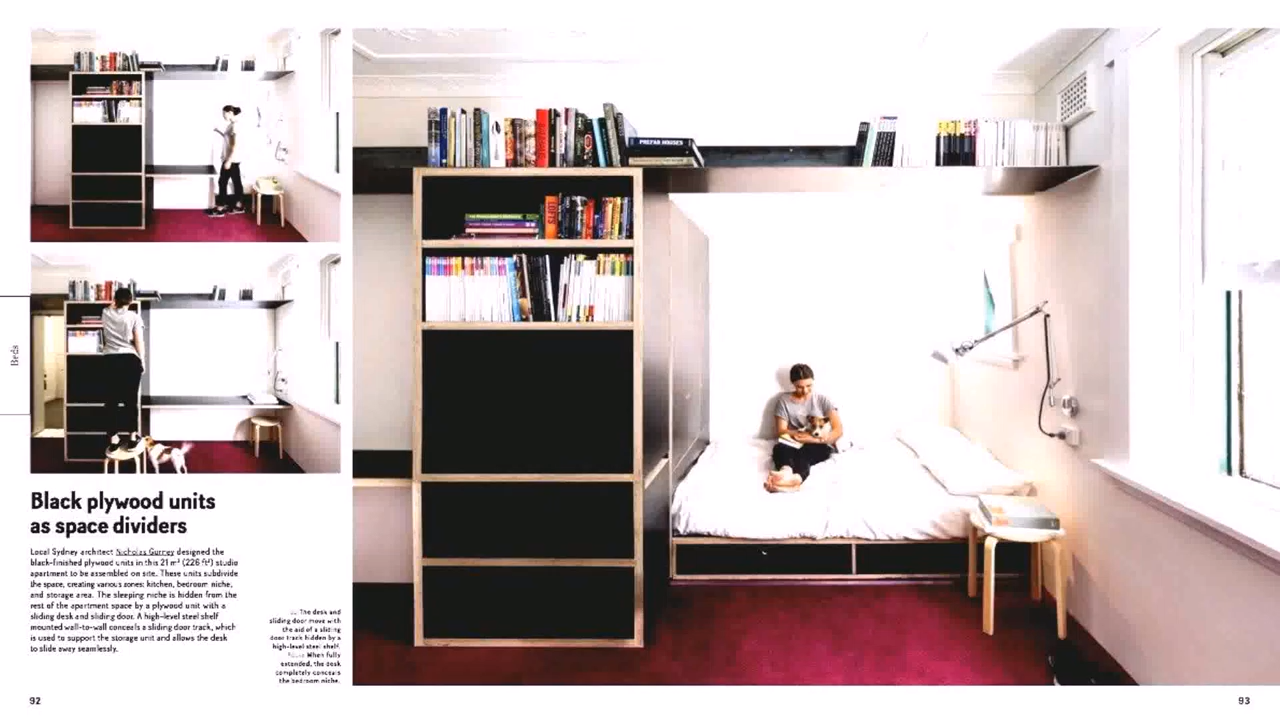 PREFAB HOUSES
LOFTS
Beds
Black plywood units
as space dividers
Local Sydney architect Nicholas Gurney designed the
black-finished plywood units in this 21 m² (226 ft²) studio
apartment to be assembled on site. These units subdivide
the space, creating various zones: kitchen, bedroom niche,
and storage area. The sleeping niche is hidden from the
rest of the apartment space by a plywood unit with a
sliding desk and sliding door. A high-level steel shelf
mounted wall-to-wall conceals a sliding door track, which
is used to support the storage unit and allows the desk
to slide away seamlessly.
The desk and
sliding door move with
the aid of a sliding
door track hidden by a
high-level steel shelf.
When fully
extended, the desk
completely conceals
the bedroom niche.
92
93